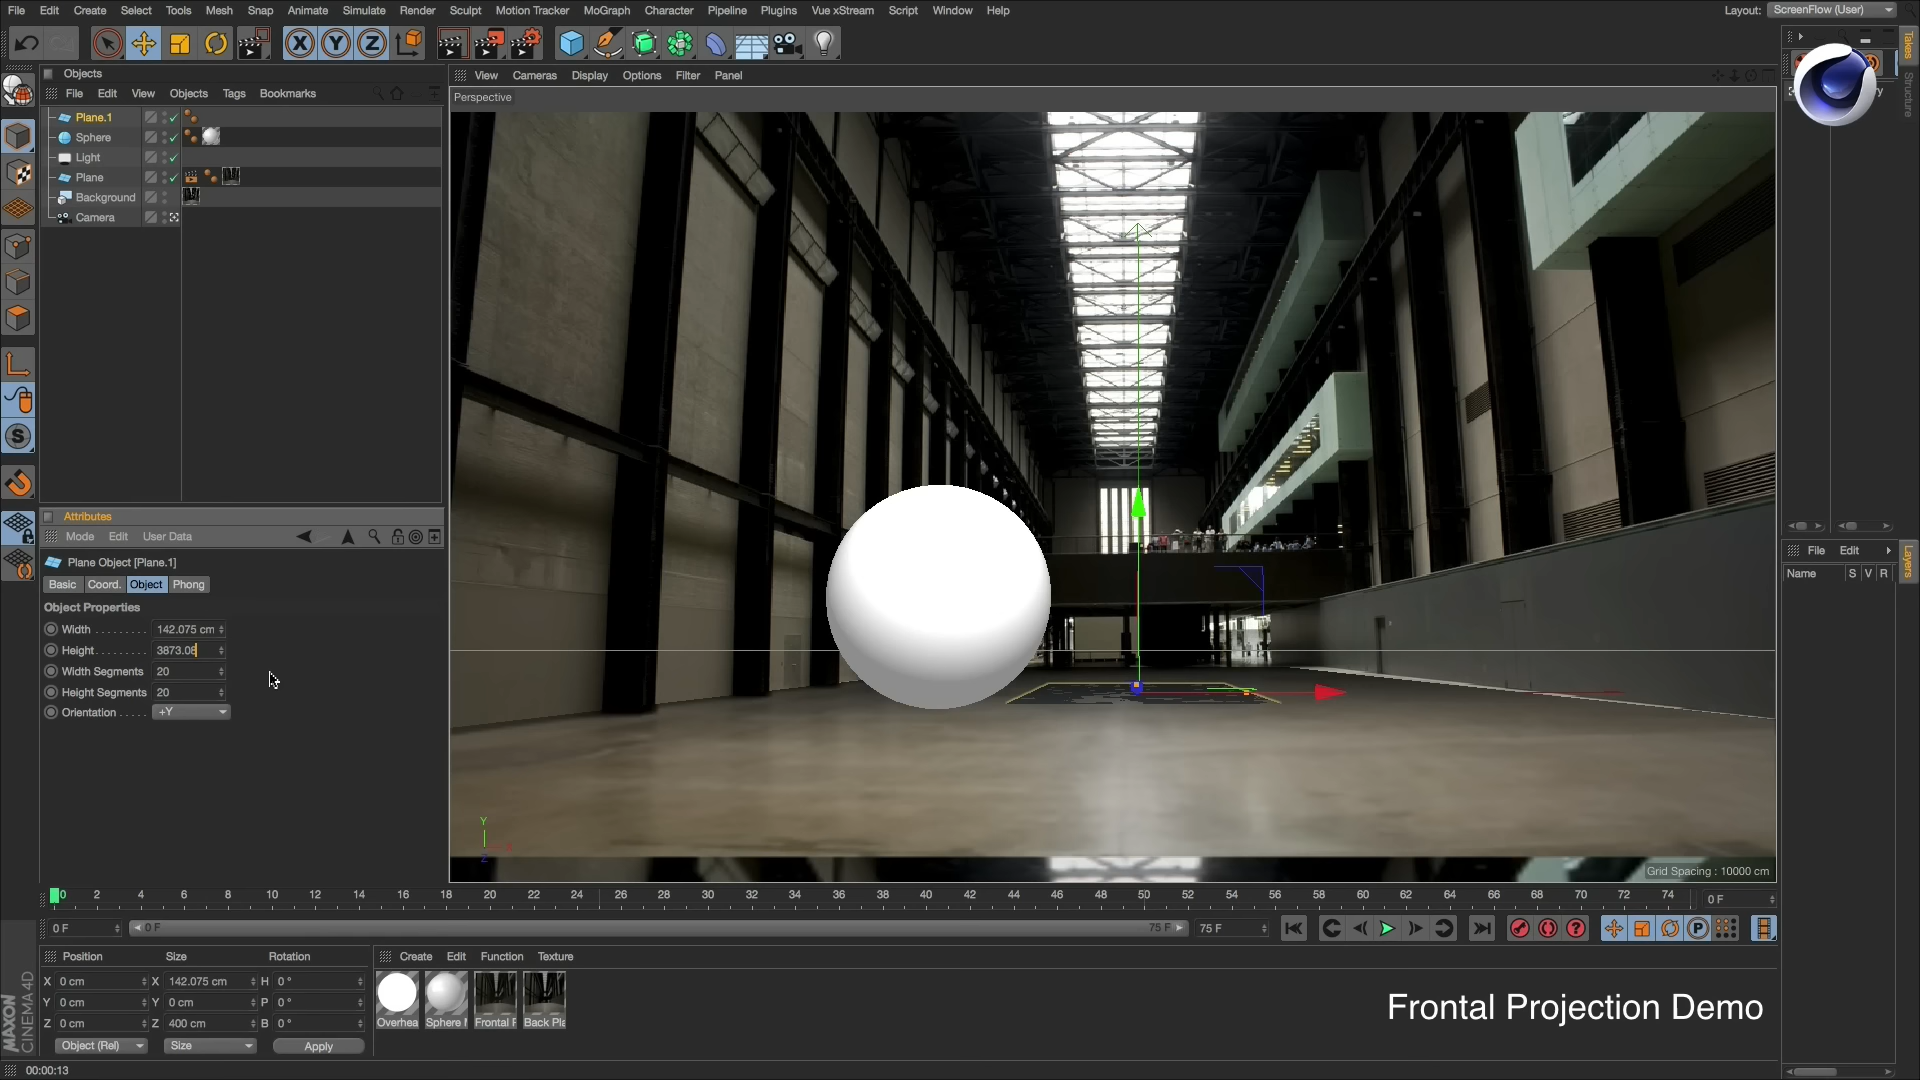 File Edit Create Select Tools Mesh Snap Animate Simulate Render Sculpt Motion Tracker MoGraph Character Pipeline Plugins Vue xStream Script Window Help Layout: ScreenFlow (User)
X Y Z
Objects
File Edit View Objects Tags Bookmarks
Plane.1
Sphere
Light
Plane
Background
Camera
View Cameras Display Options Filter Panel
Perspective
Takes
Structure
Attributes
Mode Edit User Data
Plane Object [Plane.1]
Basic Coord. Object Phong
Object Properties
Width 142.075 cm
Height 3873.08
Width Segments 20
Height Segments 20
Orientation +Y
Y
Z
Grid Spacing : 10000 cm
File Edit
Layers
Name S V R
0 2 4 6 8 10 12 14 16 18 20 22 24 26 28 30 32 34 36 38 40 42 44 46 48 50 52 54 56 58 60 62 64 66 68 70 72 74 0 F
0 F 0 F 75 F 75 F
Position Size Rotation
X 0 cm X 142.075 cm H 0 °
Y 0 cm Y 0 cm P 0 °
Z 0 cm Z 400 cm B 0 °
Object (Rel) Size Apply
Create Edit Function Texture
Overhea Sphere Frontal Back Pla
Frontal Projection Demo
MAXON
CINEMA 4D
00:00:13